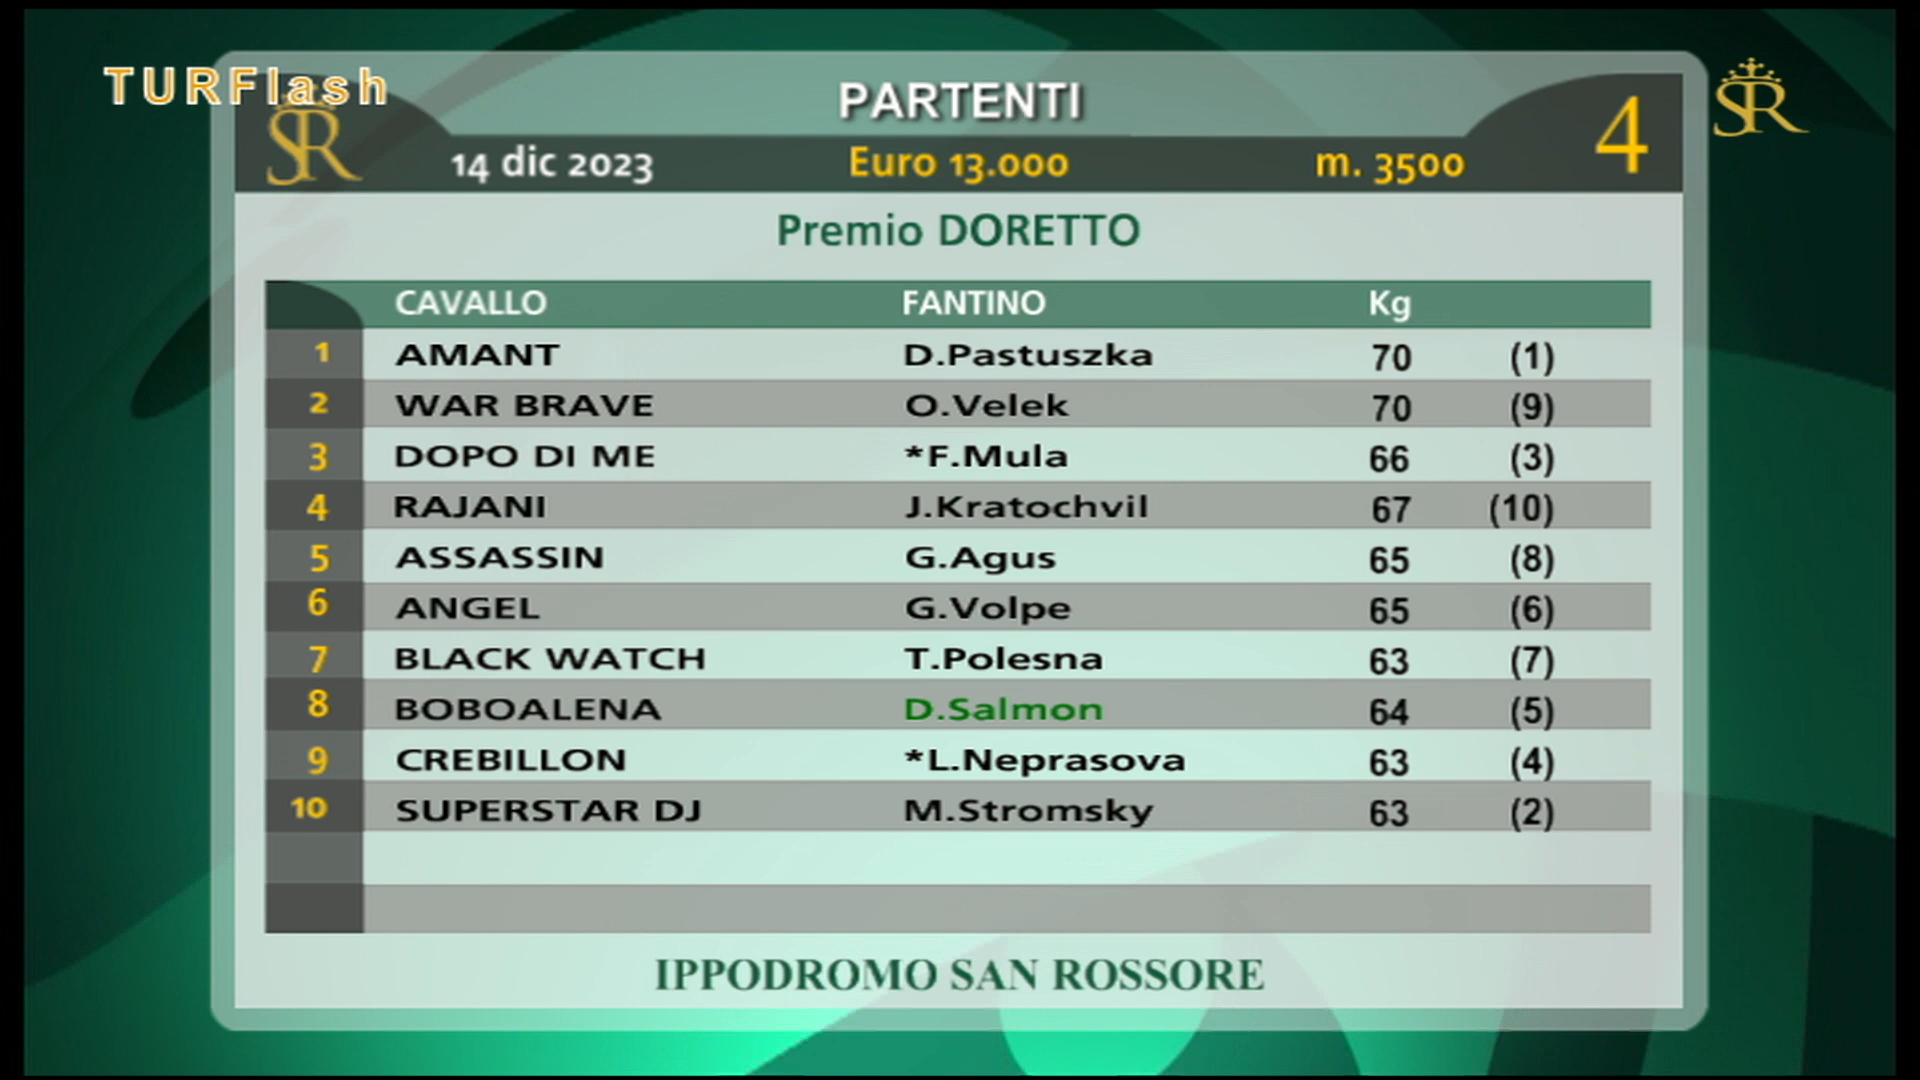 TURFlash
SR
PARTENTI
SR
14 dic 2023 Euro 13.000 m. 3500 4
Premio DORETTO
CAVALLO FANTINO Kg
1 AMANT D.Pastuszka 70 (1)
2 WAR BRAVE O.Velek 70 (9)
3 DOPO DI ME *F.Mula 66 (3)
4 RAJANI J.Kratochvil 67 (10)
5 ASSASSIN G.Agus 65 (8)
6 ANGEL G.Volpe 65 (6)
7 BLACK WATCH T.Polesna 63 (7)
8 BOBOALENA D.Salmon 64 (5)
9 CREBILLON *L.Neprasova 63 (4)
10 SUPERSTAR DJ M.Stromsky 63 (2)
IPPODROMO SAN ROSSORE